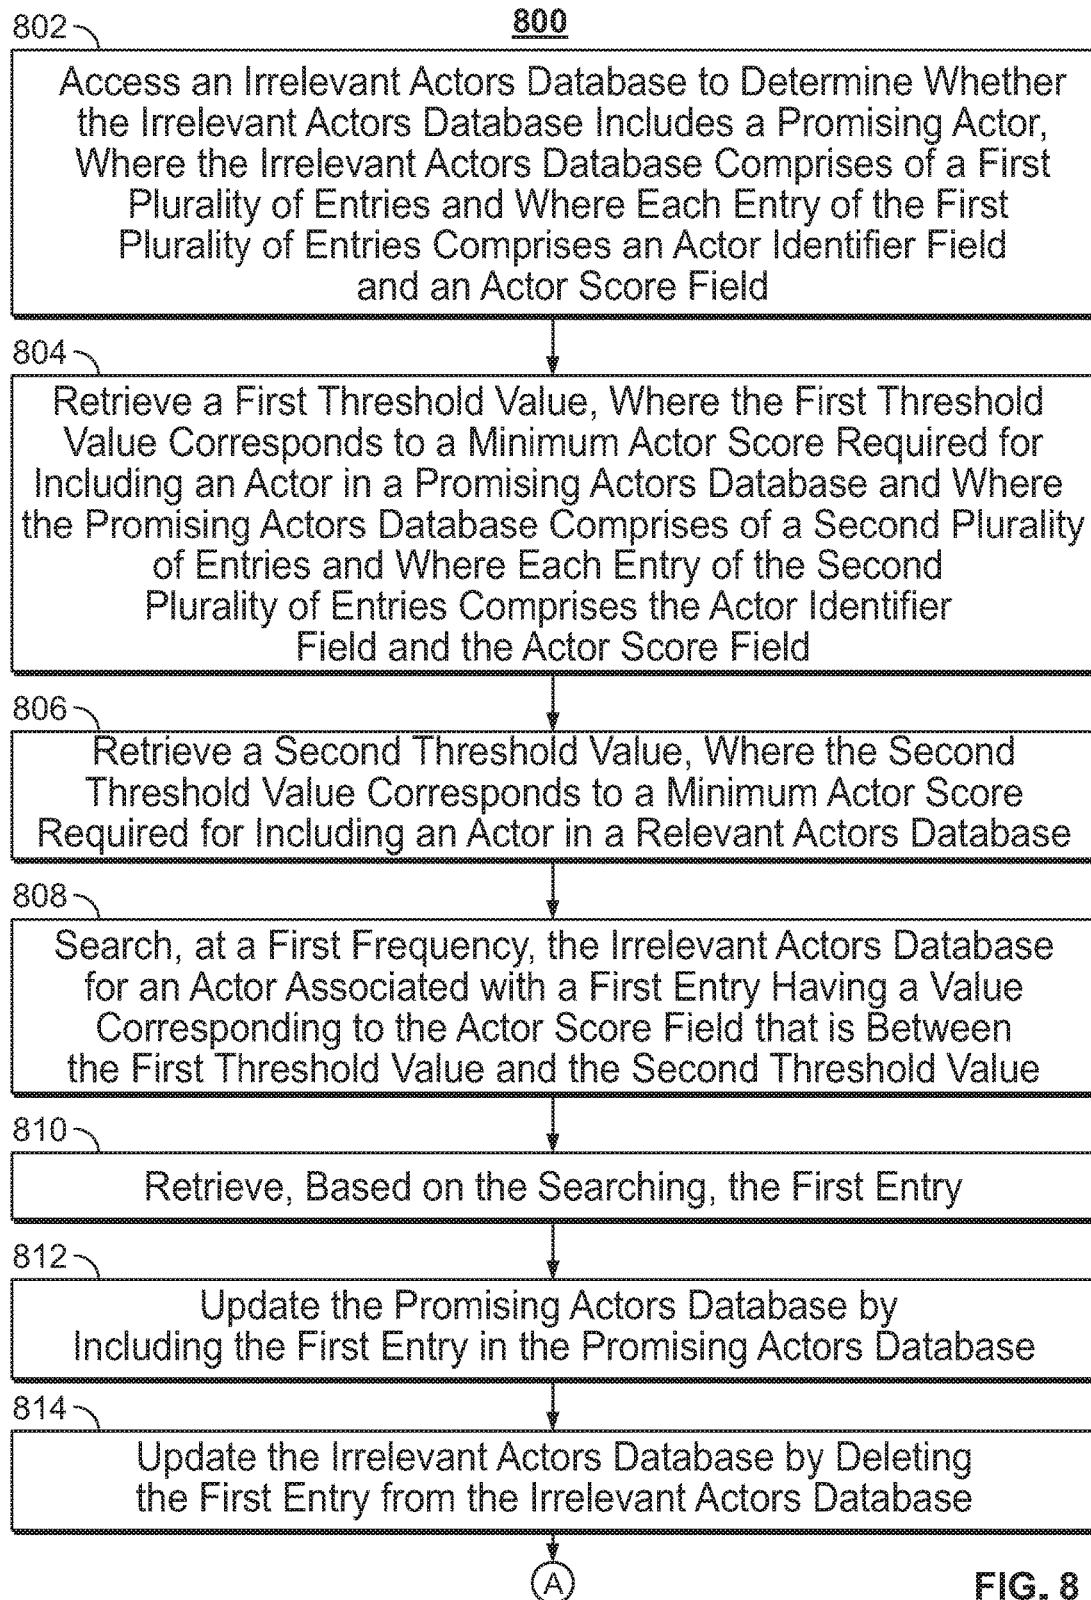 800
802
Access an Irrelevant Actors Database to Determine Whether
the Irrelevant Actors Database Includes a Promising Actor,
Where the Irrelevant Actors Database Comprises of a First
Plurality of Entries and Where Each Entry of the First
Plurality of Entries Comprises an Actor Identifier Field
and an Actor Score Field
804
Retrieve a First Threshold Value, Where the First Threshold
Value Corresponds to a Minimum Actor Score Required for
Including an Actor in a Promising Actors Database and Where
the Promising Actors Database Comprises of a Second Plurality
of Entries and Where Each Entry of the Second
Plurality of Entries Comprises the Actor Identifier
Field and the Actor Score Field
806
Retrieve a Second Threshold Value, Where the Second
Threshold Value Corresponds to a Minimum Actor Score
Required for Including an Actor in a Relevant Actors Database
808
Search, at a First Frequency, the Irrelevant Actors Database
for an Actor Associated with a First Entry Having a Value
Corresponding to the Actor Score Field that is Between
the First Threshold Value and the Second Threshold Value
810
Retrieve, Based on the Searching, the First Entry
812
Update the Promising Actors Database by
Including the First Entry in the Promising Actors Database
814
Update the Irrelevant Actors Database by Deleting
the First Entry from the Irrelevant Actors Database
A
FIG. 8